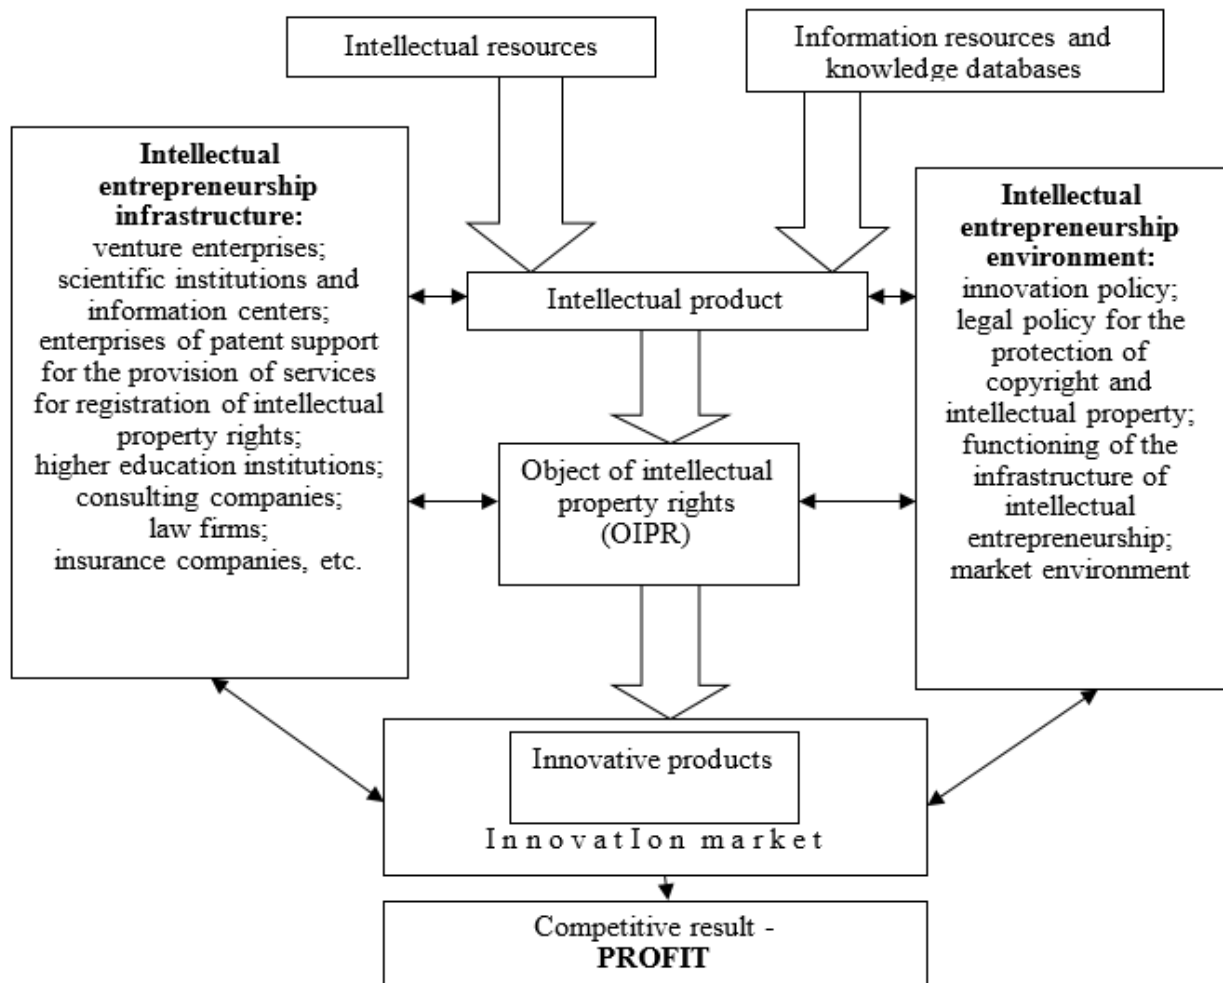 Intellectual resources
Information resources and
knowledge databases
Intellectual
entrepreneurship
infrastructure:
venture enterprises;
scientific institutions and
information centers;
enterprises of patent support
for the provision of services
for registration of intellectual
property rights;
higher education institutions;
consulting companies;
law firms;
insurance companies, etc.
Intellectual
entrepreneurship
environment:
innovation policy;
legal policy for the
protection of
copyright and
intellectual property;
functioning of the
infrastructure of
intellectual
entrepreneurship;
market environment
Intellectual product
Object of intellectual
property rights
(OIPR)
Innovative products
InnovatIon market
Competitive result -
PROFIT